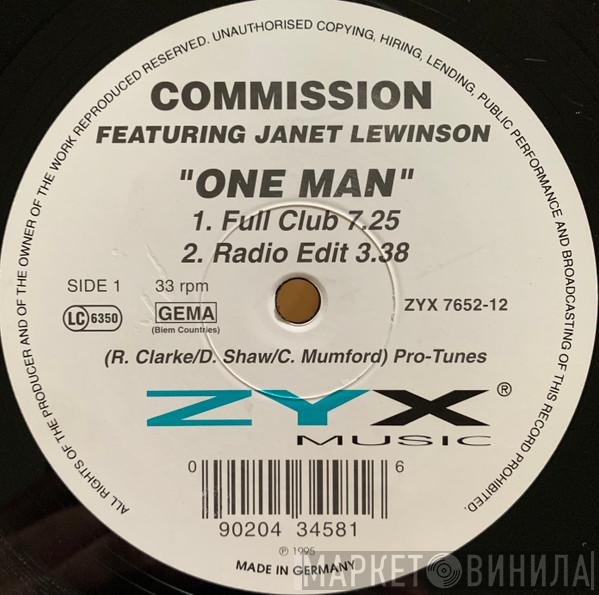 ALL RIGHTS OF THE PRODUCER AND OF THE OWNER OF THE WORK REPRODUCED RESERVED. UNAUTHORISED COPYING, HIRING, LENDING, PUBLIC PERFORMANCE AND BROADCASTING OF THIS RECORD PROHIBITED.
COMMISSION
FEATURING JANET LEWINSON
"ONE MAN"
1. Full Club 7.25
2. Radio Edit 3.38
SIDE 1 33 rpm
LC 6350 GEMA ZYX 7652-12
(Biem Countries)
(R. Clarke/D. Shaw/C. Mumford) Pro-Tunes
ZYX ®
MUSIC
0 6
90204 34581
℗ 1995
MADE IN GERMANY
МАРКЕТ ВИНИЛА